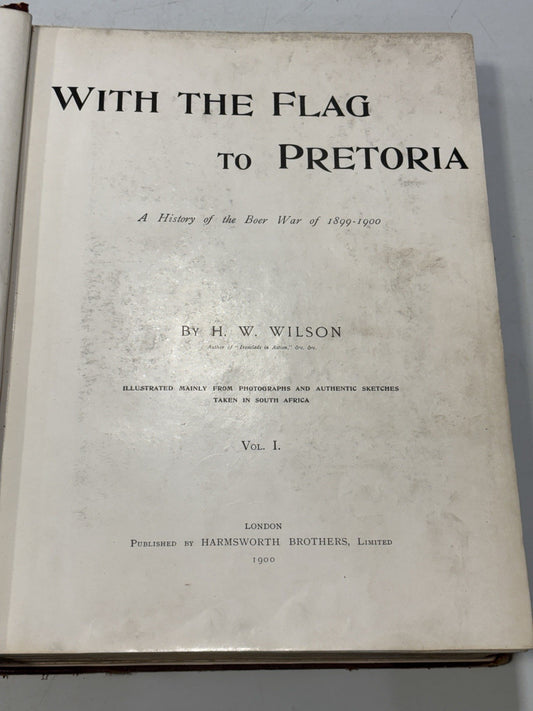 WITH THE FLAG
TO PRETORIA
A History of the Boer War of 1899-1900
BY H. W. WILSON
Author of "Ironclads in Action," &c. &c.
ILLUSTRATED MAINLY FROM PHOTOGRAPHS AND AUTHENTIC SKETCHES
TAKEN IN SOUTH AFRICA
VOL. I.
LONDON
PUBLISHED BY HARMSWORTH BROTHERS, LIMITED
1900